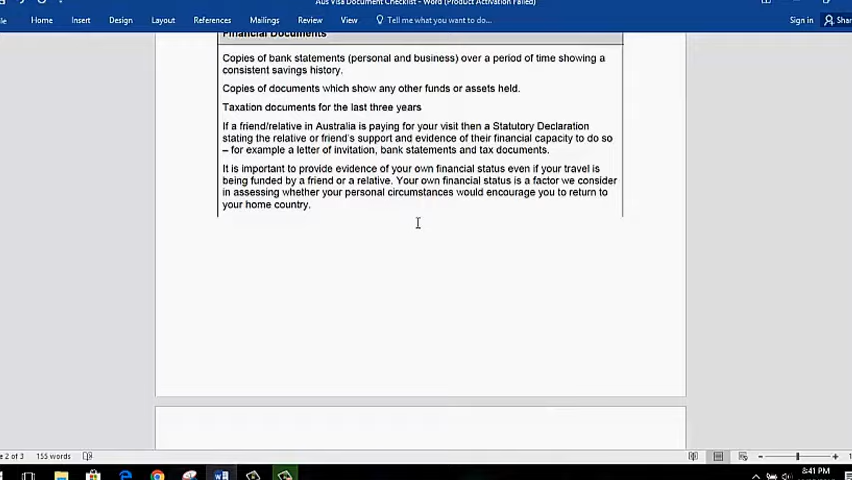 Aus Visa Document Checklist - Word (Product Activation Failed)
Home Insert Design Layout References Mailings Review View Tell me what you want to do... Sign in
Financial Documents
Copies of bank statements (personal and business) over a period of time showing a
consistent savings history.
Copies of documents which show any other funds or assets held.
Taxation documents for the last three years
If a friend/relative in Australia is paying for your visit then a Statutory Declaration
stating the relative or friend's support and evidence of their financial capacity to do so
– for example a letter of invitation, bank statements and tax documents.
It is important to provide evidence of your own financial status even if your travel is
being funded by a friend or a relative. Your own financial status is a factor we consider
in assessing whether your personal circumstances would encourage you to return to
your home country.
2 of 3 155 words
8:41 PM